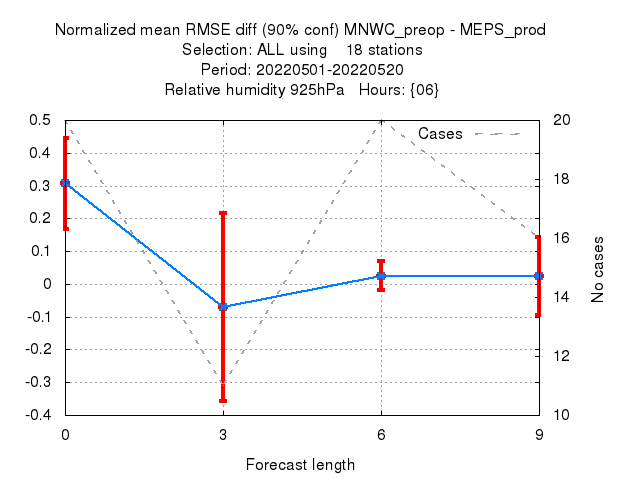 Normalized mean RMSE diff (90% conf) MNWC_preop - MEPS_prod
Selection: ALL using    18 stations
Period: 20220501-20220520
Relative humidity 925hPa   Hours: {06}
0.5
0.4
0.3
0.2
0.1
0
-0.1
-0.2
-0.3
-0.4
Cases
20
18
16
14
12
10
No cases
0 3 6 9
Forecast length